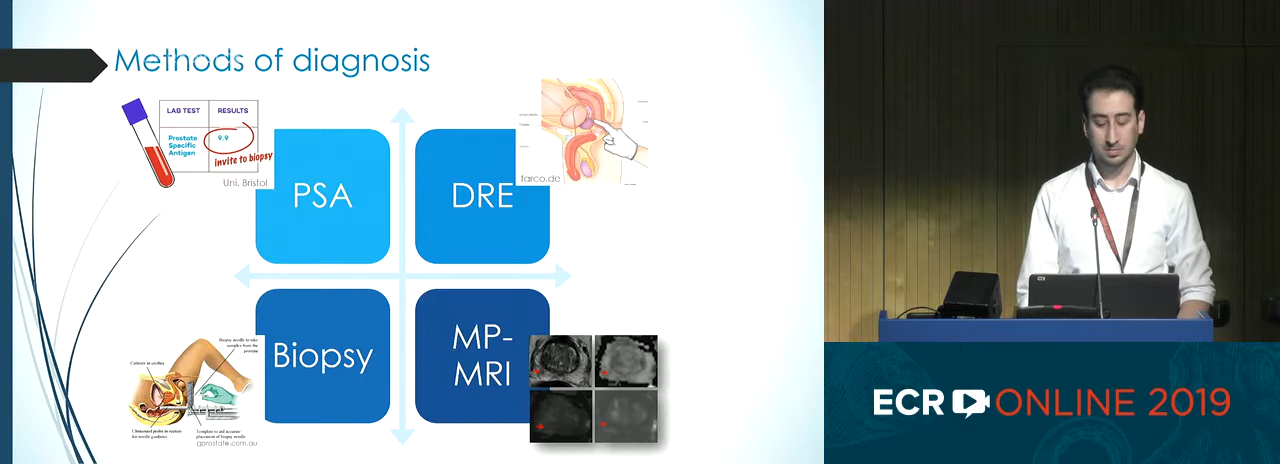 Methods of diagnosis
LAB TEST
RESULTS
Prostate
Specific
Antigen
9.9
Invite to biopsy
Uni. Bristol
PSA
DRE
farco.de
Biopsy
MP-
MRI
Biopsy needle to take
samples from the
prostate
Catheter in urethra
Ultrasound probe in rectum
for needle guidance
Template to aid accurate
placement of biopsy needle
gprostate.com.au
ECR ONLINE 2019